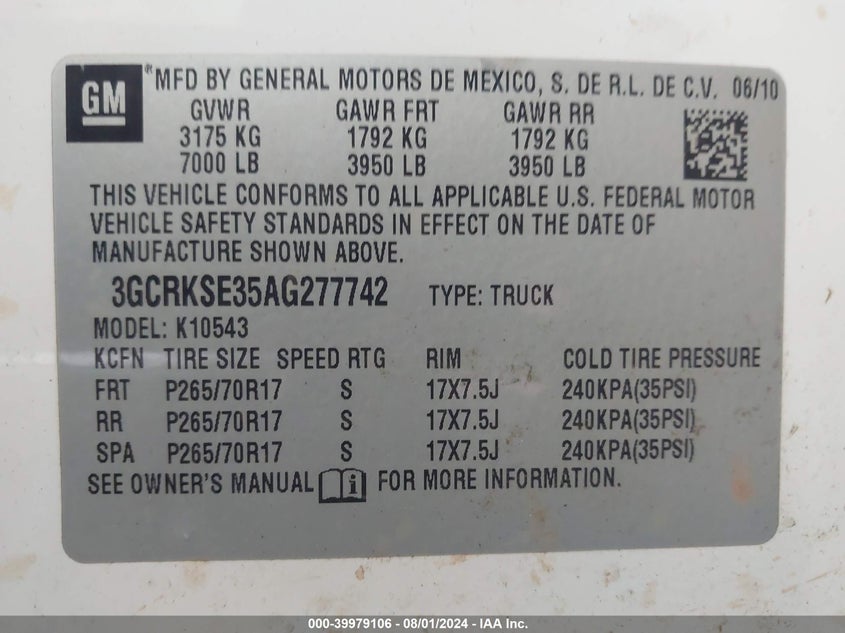 GM
MFD BY GENERAL MOTORS DE MEXICO, S. DE R.L. DE C.V. 06/10
GVWR GAWR FRT GAWR RR
3175 KG 1792 KG 1792 KG
7000 LB 3950 LB 3950 LB
THIS VEHICLE CONFORMS TO ALL APPLICABLE U.S. FEDERAL MOTOR
VEHICLE SAFETY STANDARDS IN EFFECT ON THE DATE OF
MANUFACTURE SHOWN ABOVE.
3GCRKSE35AG277742 TYPE: TRUCK
MODEL: K10543
KCFN TIRE SIZE SPEED RTG RIM COLD TIRE PRESSURE
FRT P265/70R17 S 17X7.5J 240KPA(35PSI)
RR P265/70R17 S 17X7.5J 240KPA(35PSI)
SPA P265/70R17 S 17X7.5J 240KPA(35PSI)
SEE OWNER'S MANUAL i FOR MORE INFORMATION.
000-39979106 - 08/01/2024 - IAA Inc.